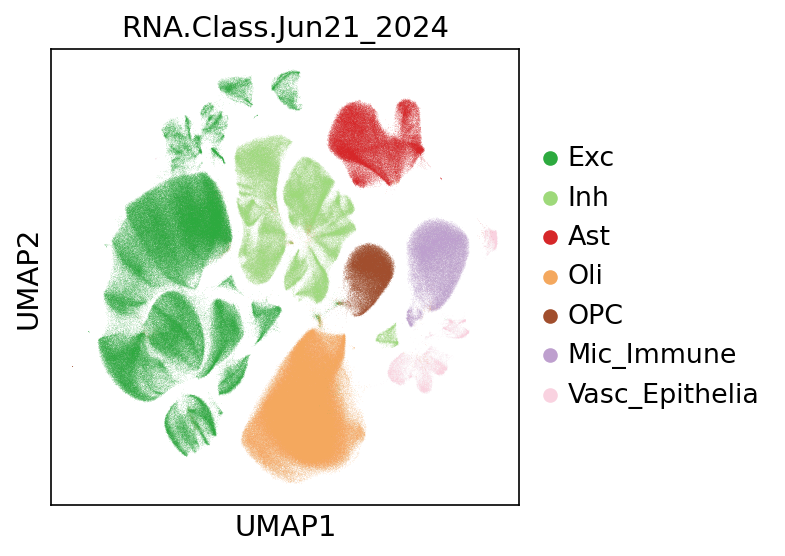 RNA.Class.Jun21_2024
UMAP2
UMAP1
Exc
Inh
Ast
Oli
OPC
Mic_Immune
Vasc_Epithelia